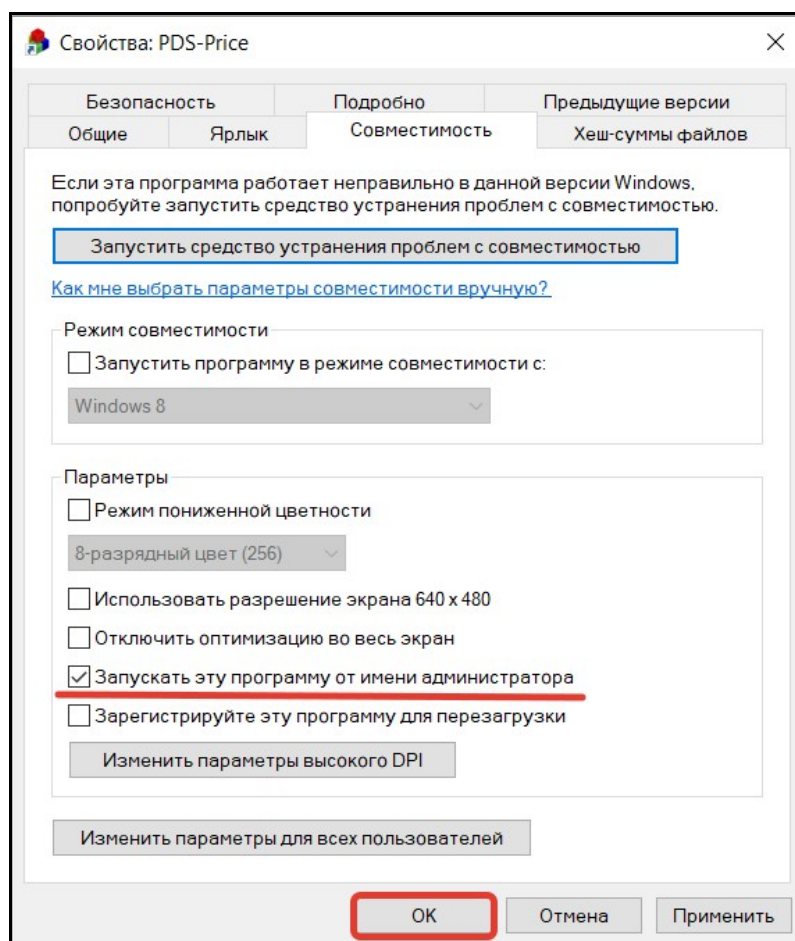 Свойства: PDS-Price
Безопасность Подробно Предыдущие версии
Общие Ярлык Совместимость Хеш-суммы файлов
Если эта программа работает неправильно в данной версии Windows,
попробуйте запустить средство устранения проблем с совместимостью.
Запустить средство устранения проблем с совместимостью
Как мне выбрать параметры совместимости вручную?
Режим совместимости
Запустить программу в режиме совместимости с:
Windows 8
Параметры
Режим пониженной цветности
8-разрядный цвет (256)
Использовать разрешение экрана 640 x 480
Отключить оптимизацию во весь экран
Запускать эту программу от имени администратора
Зарегистрируйте эту программу для перезагрузки
Изменить параметры высокого DPI
Изменить параметры для всех пользователей
ОК Отмена Применить